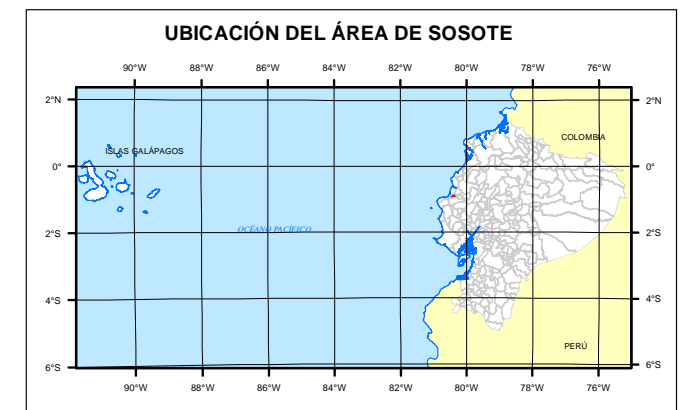 UBICACIÓN DEL ÁREA DE SOSOTE
90°W 88°W 86°W 84°W 82°W 80°W 78°W 76°W
2°N 2°N
COLOMBIA
ISLAS GALÁPAGOS
0° 0°
OCÉANO PACÍFICO
2°S 2°S
4°S 4°S
PERÚ
6°S 6°S
90°W 88°W 86°W 84°W 82°W 80°W 78°W 76°W